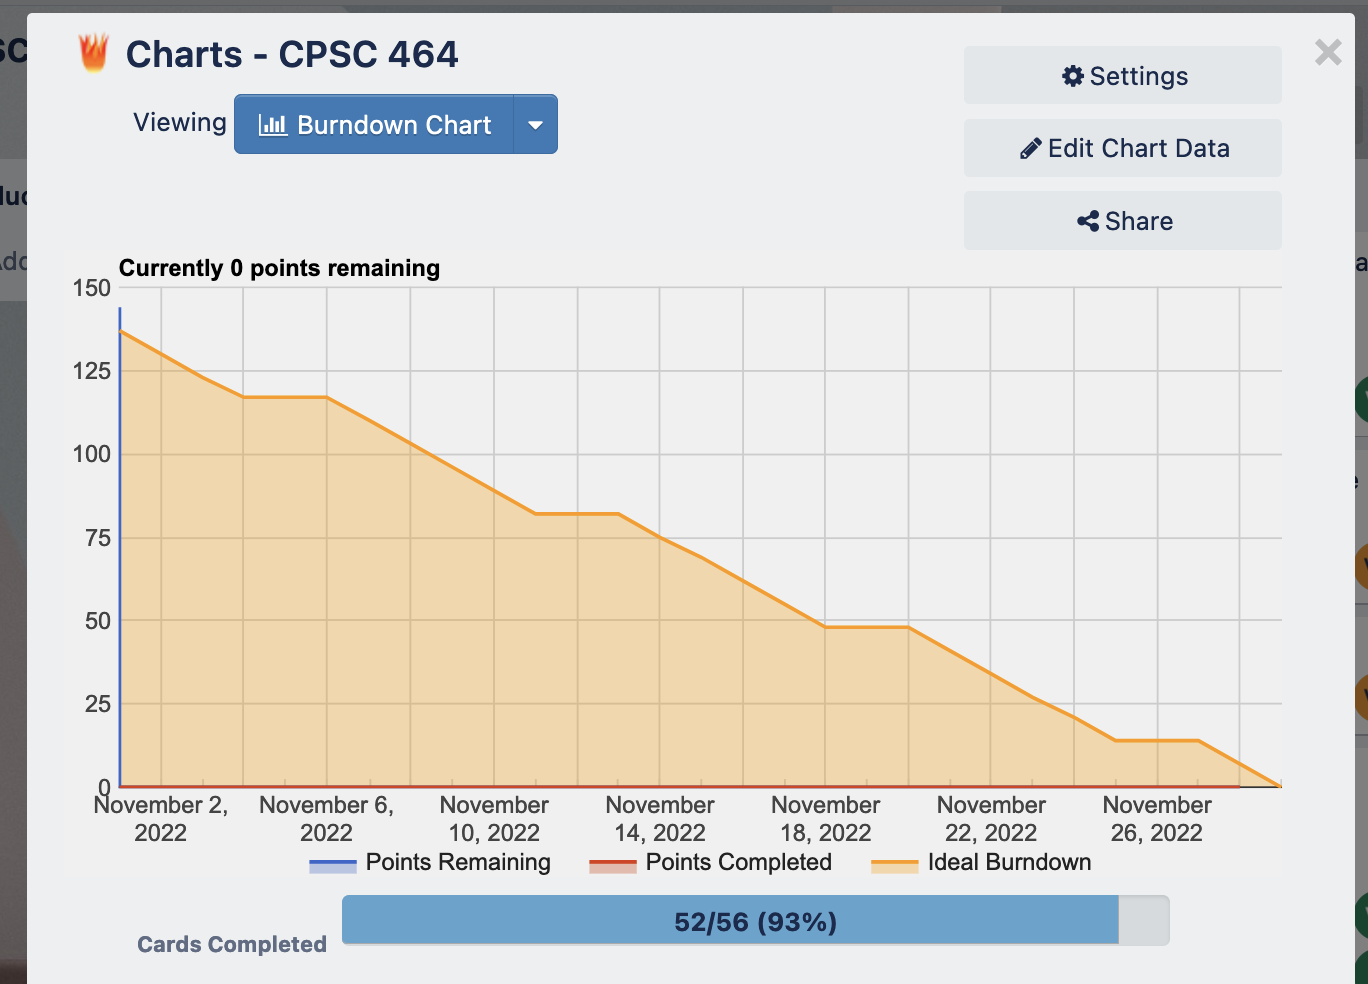 Charts - CPSC 464
Settings
Viewing
Burndown Chart
Edit Chart Data
Share
Currently 0 points remaining
150
125
100
75
50
25
0
November 2, 2022
November 6, 2022
November 10, 2022
November 14, 2022
November 18, 2022
November 22, 2022
November 26, 2022
Points Remaining
Points Completed
Ideal Burndown
52/56 (93%)
Cards Completed